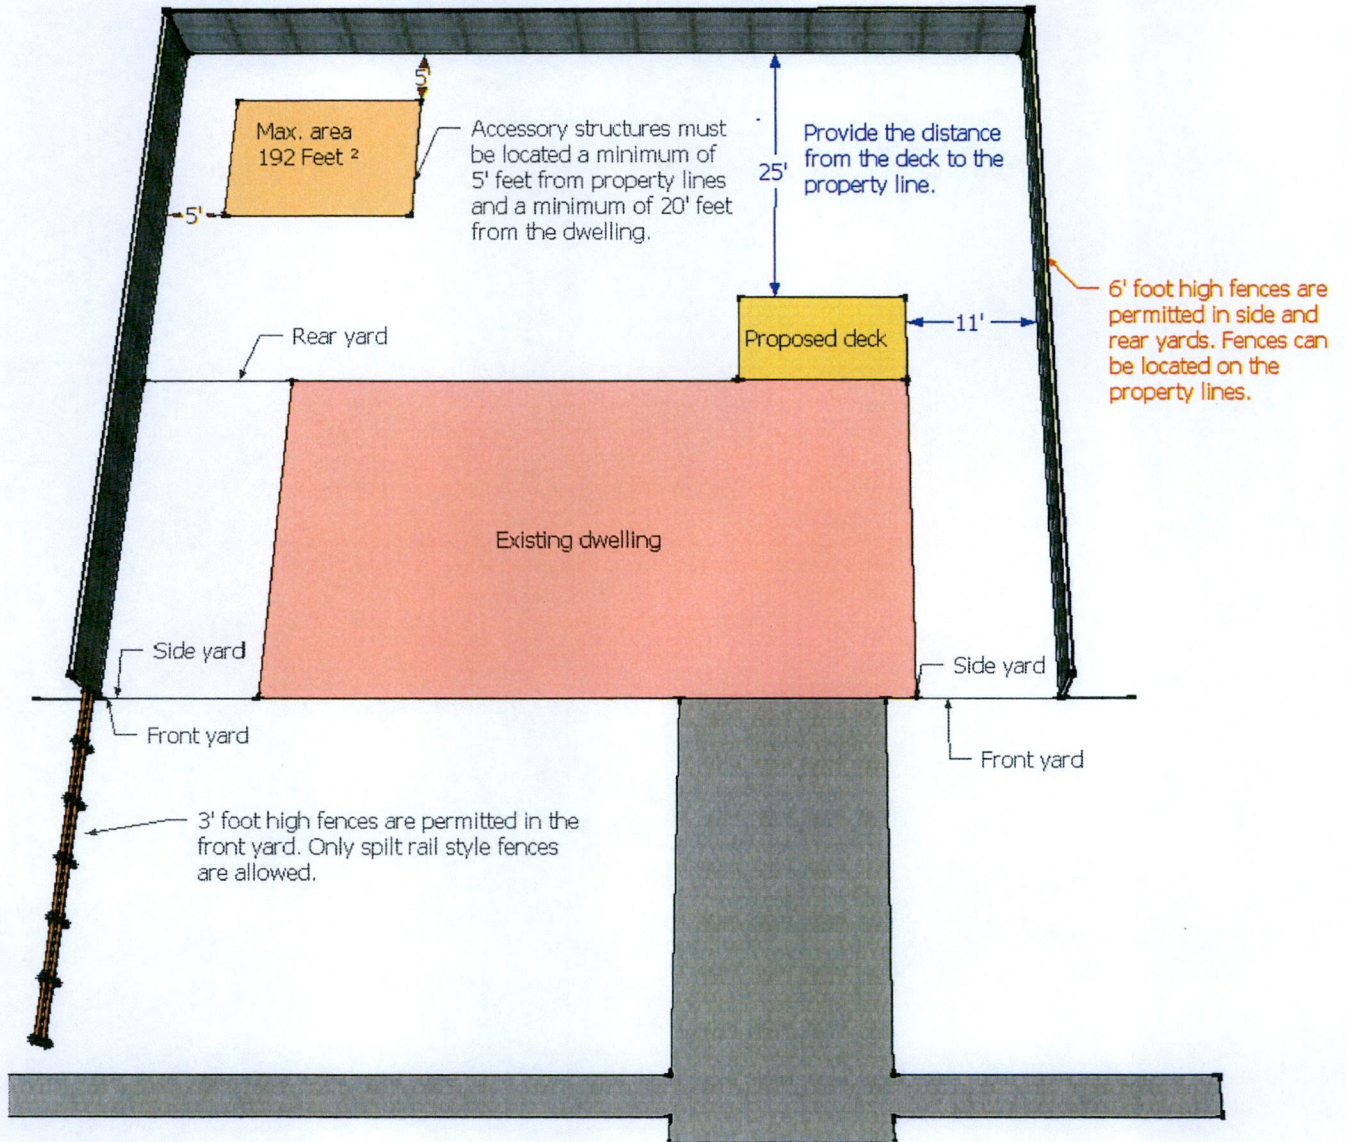 5'
Max. area
192 Feet ²
5'
Accessory structures must
be located a minimum of
5' feet from property lines
and a minimum of 20' feet
from the dwelling.
25'
Provide the distance
from the deck to the
property line.
6' foot high fences are
permitted in side and
rear yards. Fences can
be located on the
property lines.
11'
Proposed deck
Rear yard
Existing dwelling
Side yard
Side yard
Front yard
Front yard
3' foot high fences are permitted in the
front yard. Only spilt rail style fences
are allowed.